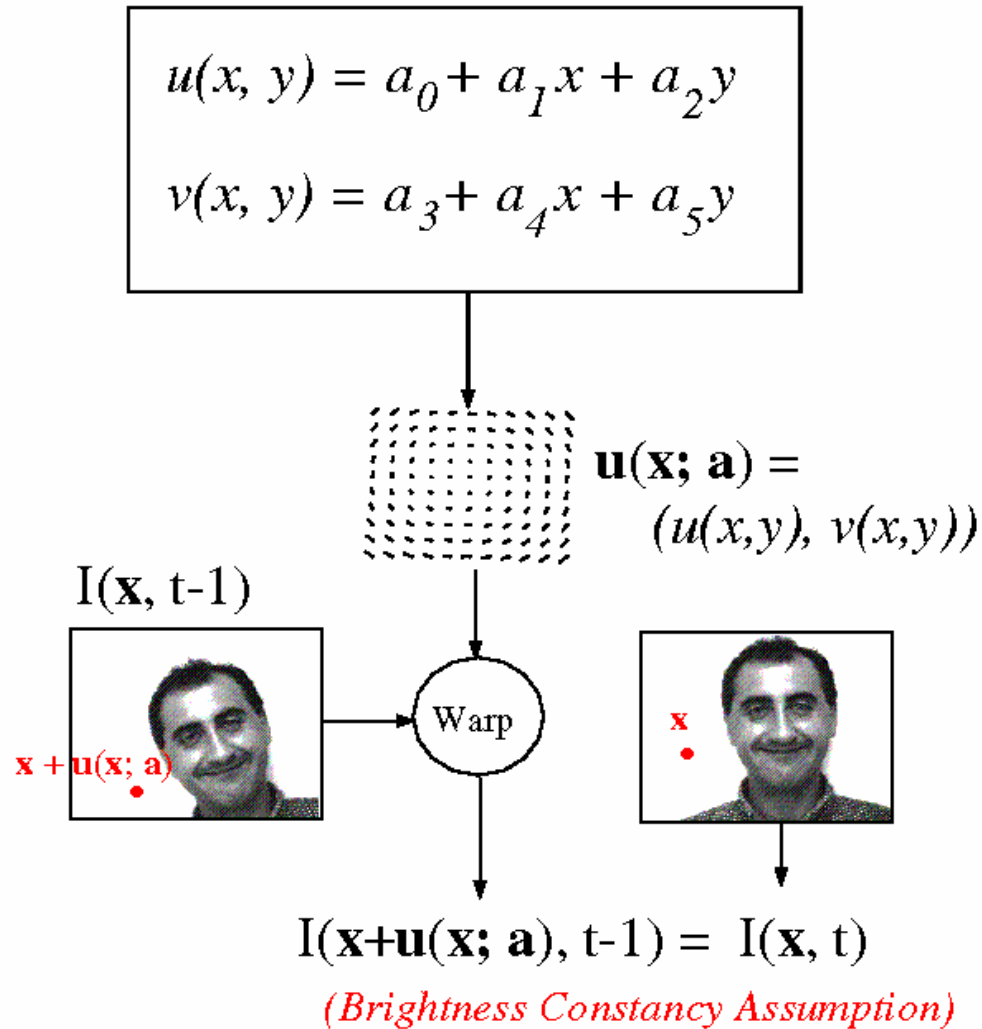 u(x, y) = a₀+ a₁x + a₂y
v(x, y) = a₃+ a₄x + a₅y
u(x; a) =
(u(x,y), v(x,y))
I(x, t-1)
Warp
x
x + u(x; a)
I(x+u(x; a), t-1) = I(x, t)
(Brightness Constancy Assumption)